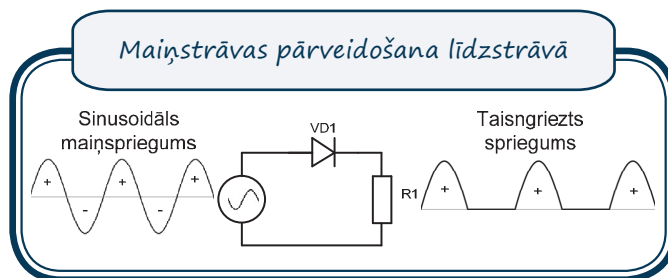 Maiņstrāvas pārveidošana līdzstrāvā
Sinusoidāls
maiņspriegums
VD1
R1
Taisngriezts
spriegums
+ + +
- -
+ + +